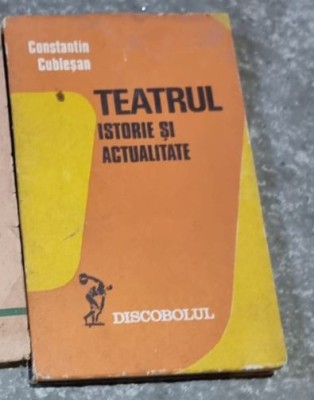 Constantin
Cubleșan
TEATRUL
ISTORIE ȘI
ACTUALITATE
DISCOBOLUL